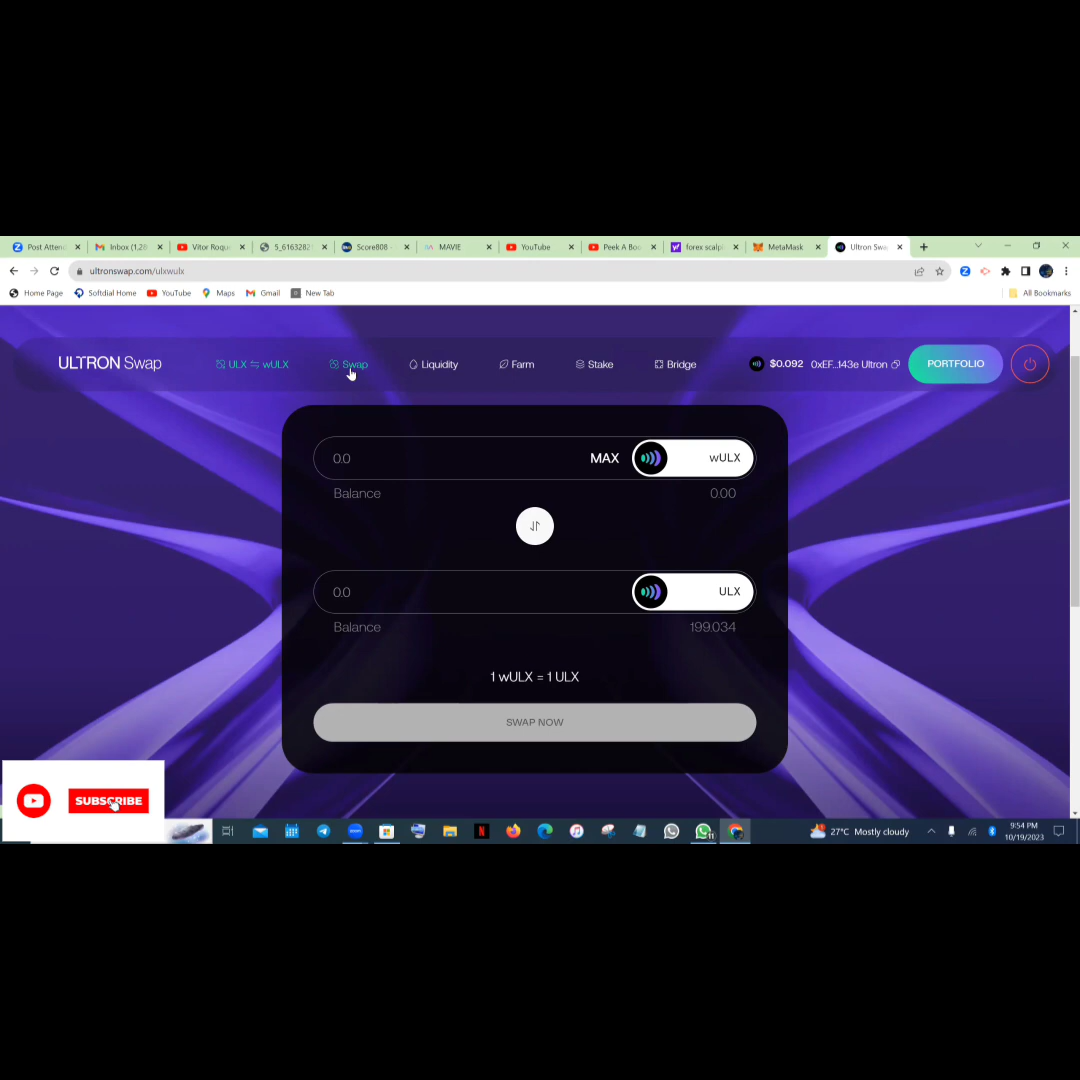 Post Atten
Inbox (1,28
Vitor Roqu
5_6163282
Score808
MAVIE
YouTube
Peek A Boo
forex scalp
MetaMask
Ultron Swa
ultronswap.com/ulxwulx
Home Page
Softdial Home
YouTube
Maps
Gmail
New Tab
All Bookmarks
ULTRON Swap
ULX ⇆ wULX
Swap
Liquidity
Farm
Stake
Bridge
$0.092
0xEF...143e Ultron
PORTFOLIO
0.0
MAX
wULX
Balance
0.00
0.0
ULX
Balance
199.034
1 wULX = 1 ULX
SWAP NOW
SUBSCRIBE
27°C Mostly cloudy
9:54 PM
10/19/2023